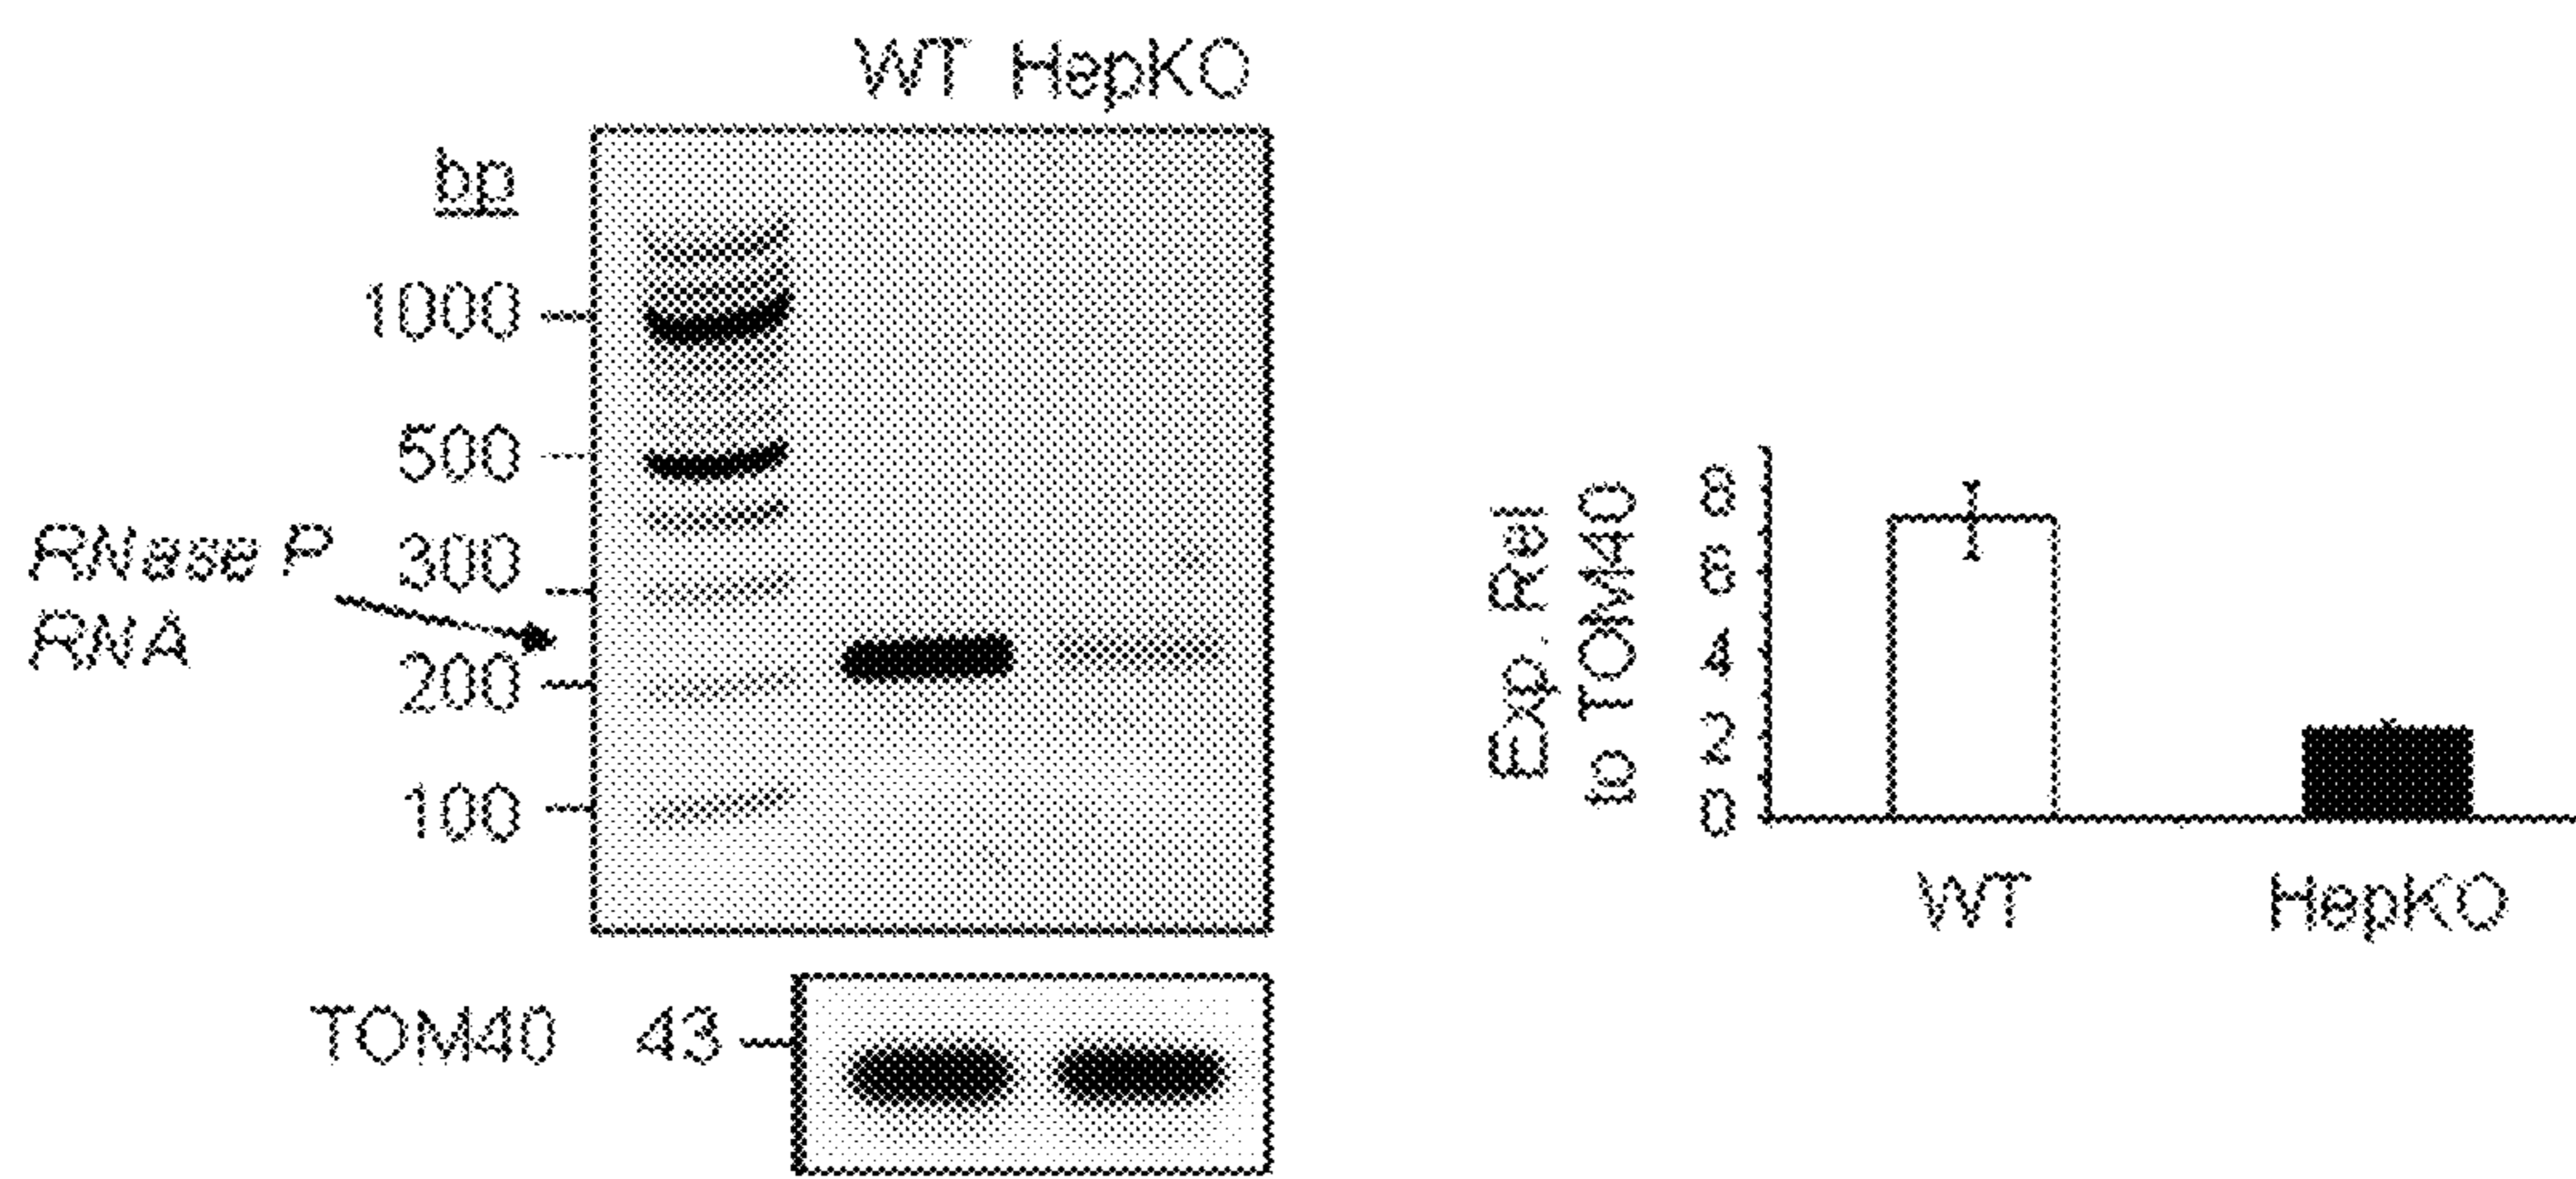 WT HepKO
bp
1000
500
300
200
100
RNase P
RNA
TOM40 43
Exp. Rel
to TOM40
8
6
4
2
0
WT HepKO